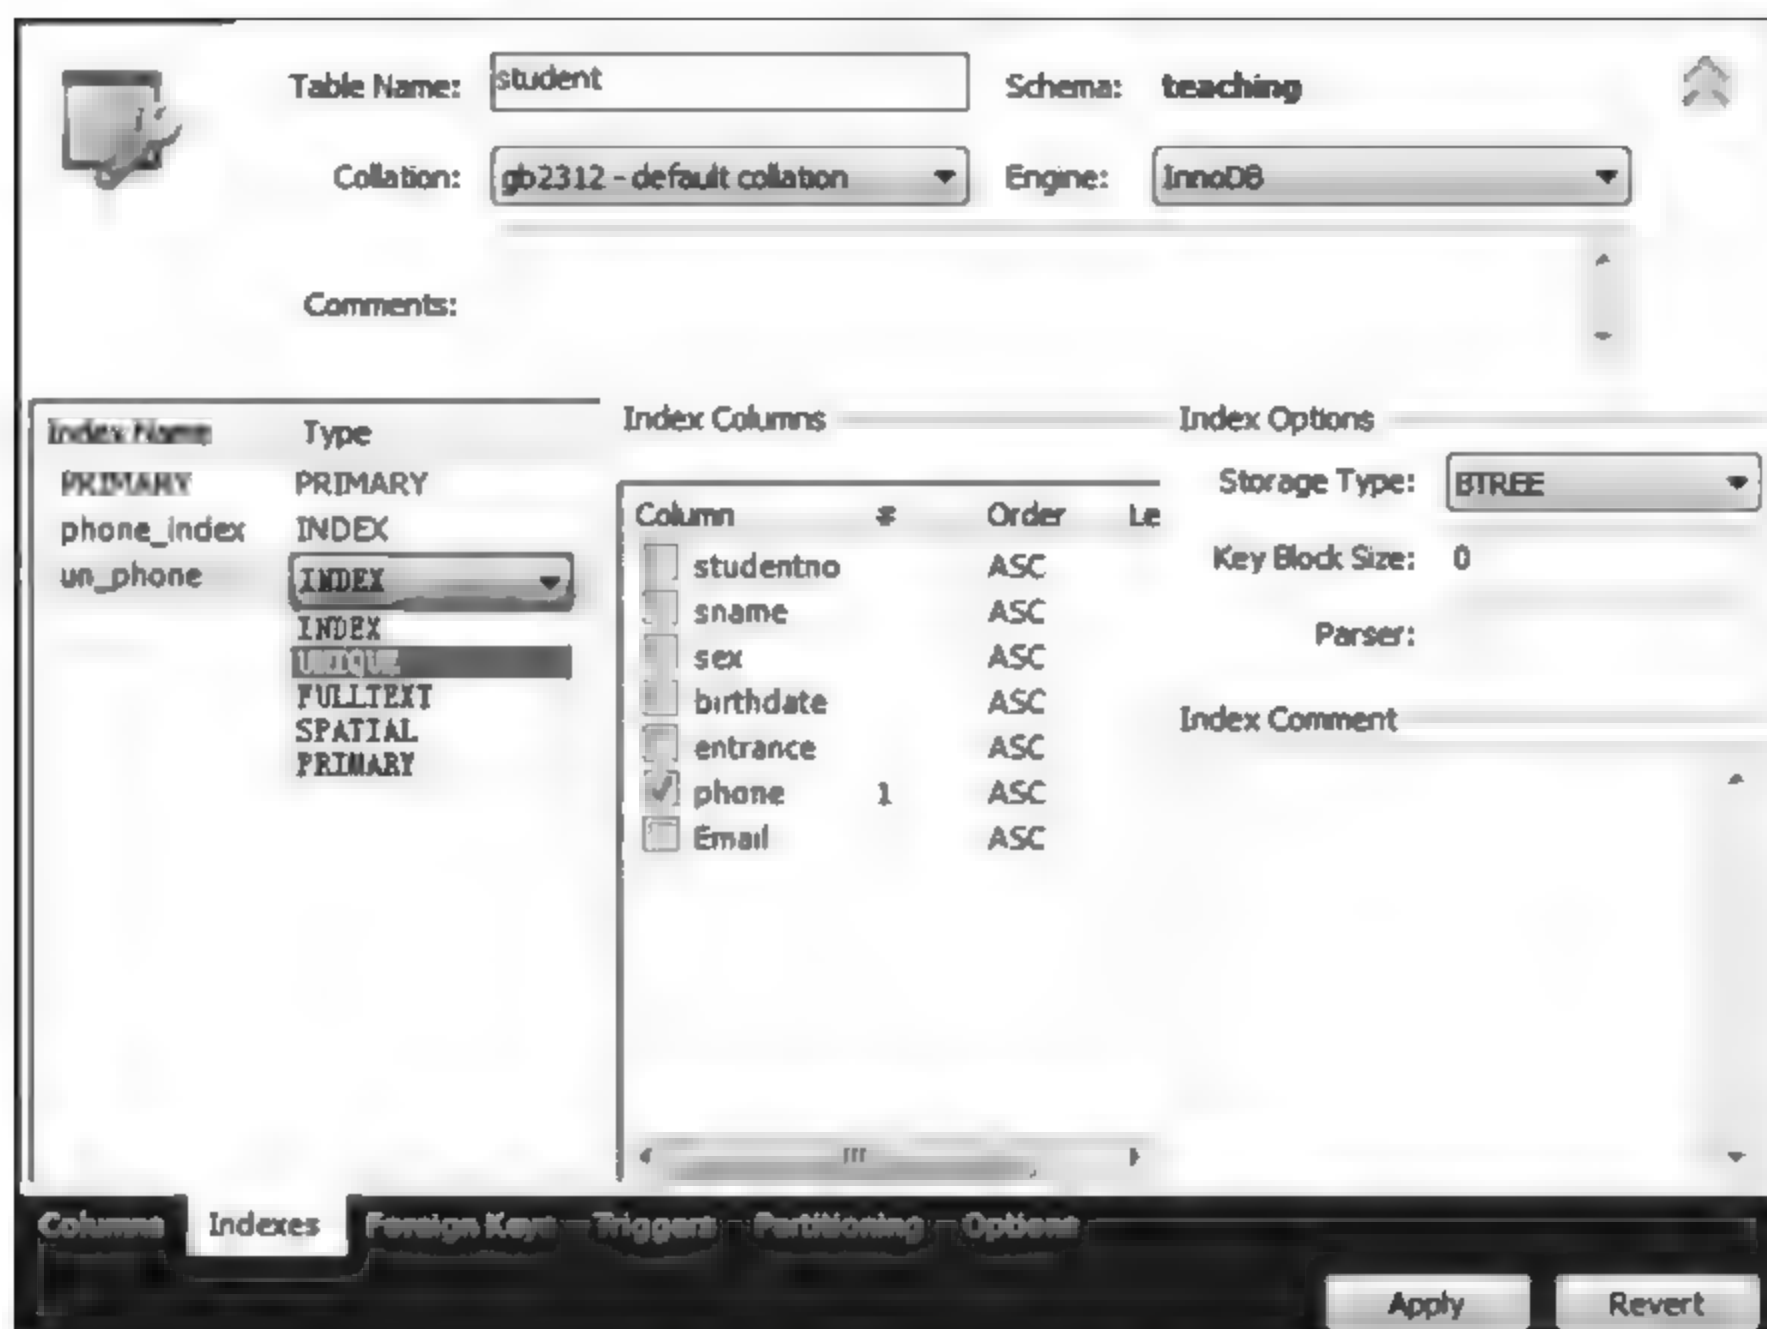 Table Name: student Schema: teaching
Collation: gb2312 - default collation Engine: InnoDB
Comments:
Index Name Type
PRIMARY PRIMARY
phone_index INDEX
un_phone INDEX
INDEX
UNIQUE
FULLTEXT
SPATIAL
PRIMARY
Index Columns
Column # Order Le
studentno ASC
sname ASC
sex ASC
birthdate ASC
entrance ASC
phone 1 ASC
Email ASC
Index Options
Storage Type: BTREE
Key Block Size: 0
Parser:
Index Comment
Columns Indexes Foreign Keys Triggers Partitioning Options
Apply Revert